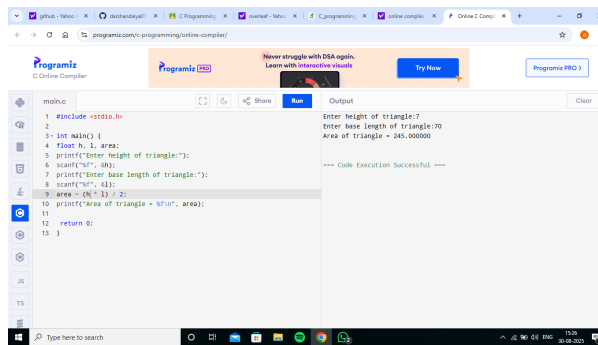 github - Yahoo
darshandalya07
C Programming
overleaf - Yahoo
C_programming
online compiler
Online C Compi
programiz.com/c-programming/online-compiler/
Programiz
C Online Compiler
Programiz PRO
Never struggle with DSA again.
Learn with interactive visuals
Try Now
Programiz PRO >
main.c
Share
Run
Output
Clear
1 #include <stdio.h>
2
3 int main() {
4 float h, l, area;
5 printf("Enter height of triangle:");
6 scanf("%f", &h);
7 printf("Enter base length of triangle:");
8 scanf("%f", &l);
9 area = (h * l) / 2;
10 printf("Area of triangle = %f\n", area);
11
12 return 0;
13 }
Enter height of triangle:7
Enter base length of triangle:70
Area of triangle = 245.000000
=== Code Execution Successful ===
JS
TS
Type here to search
ENG
15:26
30-08-2025